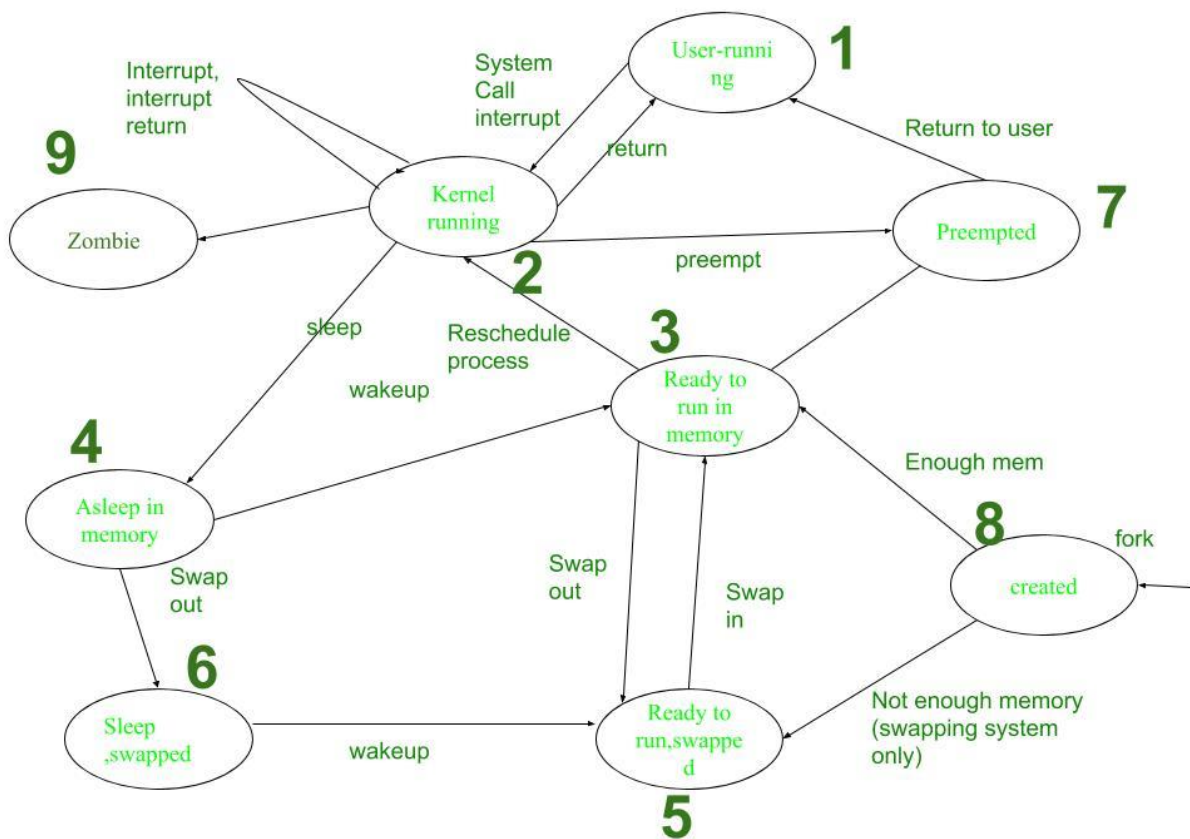 1
User-runni
ng
System
Call
interrupt
Interrupt,
interrupt
return
Return to user
return
9
Kernel
running
7
Zombie
Preempted
preempt
2
3
sleep
Reschedule
process
wakeup
Ready to
run in
memory
4
Enough mem
Asleep in
memory
8
fork
Swap
out
Swap
out
Swap
in
created
6
Not enough memory
(swapping system
only)
Sleep
,swapped
wakeup
Ready to
run,swappe
d
5